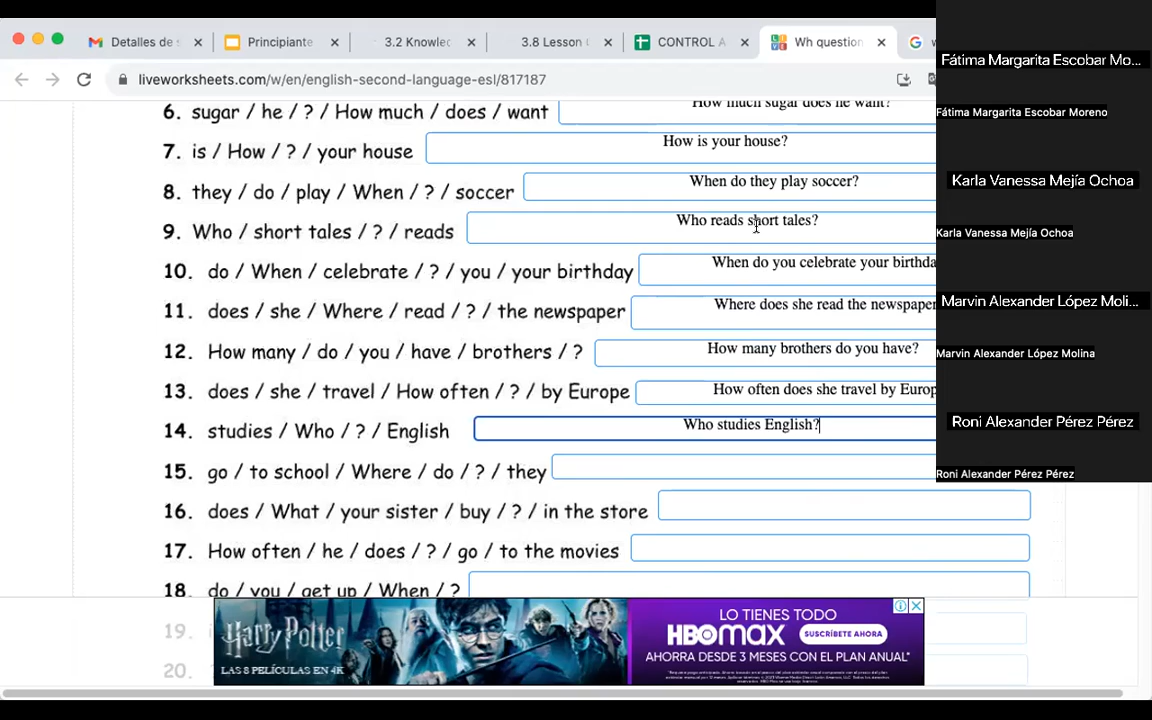 Detalles de
Principiante
3.2 Knowlec
3.8 Lesson
CONTROL A
Wh question
liveworksheets.com/w/en/english-second-language-esl/817187
Fátima Margarita Escobar Mo...
Fátima Margarita Escobar Moreno
Karla Vanessa Mejía Ochoa
Karla Vanessa Mejía Ochoa
Marvin Alexander López Moli...
Marvin Alexander López Molina
Roni Alexander Pérez Pérez
Roni Alexander Pérez Pérez
6. sugar / he / ? / How much / does / want How much sugar does he want?
7. is / How / ? / your house How is your house?
8. they / do / play / When / ? / soccer When do they play soccer?
9. Who / short tales / ? / reads Who reads short tales?
10. do / When / celebrate / ? / you / your birthday When do you celebrate your birthda
11. does / she / Where / read / ? / the newspaper Where does she read the newspaper
12. How many / do / you / have / brothers / ? How many brothers do you have?
13. does / she / travel / How often / ? / by Europe How often does she travel by Europ
14. studies / Who / ? / English Who studies English?
15. go / to school / Where / do / ? / they
16. does / What / your sister / buy / ? / in the store
17. How often / he / does / ? / go / to the movies
18. do / you / get up / When / ?
19.
20.
Harry Potter
LAS 8 PELÍCULAS EN 4K
LO TIENES TODO
HBOMAX SUSCRÍBETE AHORA
AHORRA DESDE 3 MESES CON EL PLAN ANUAL*